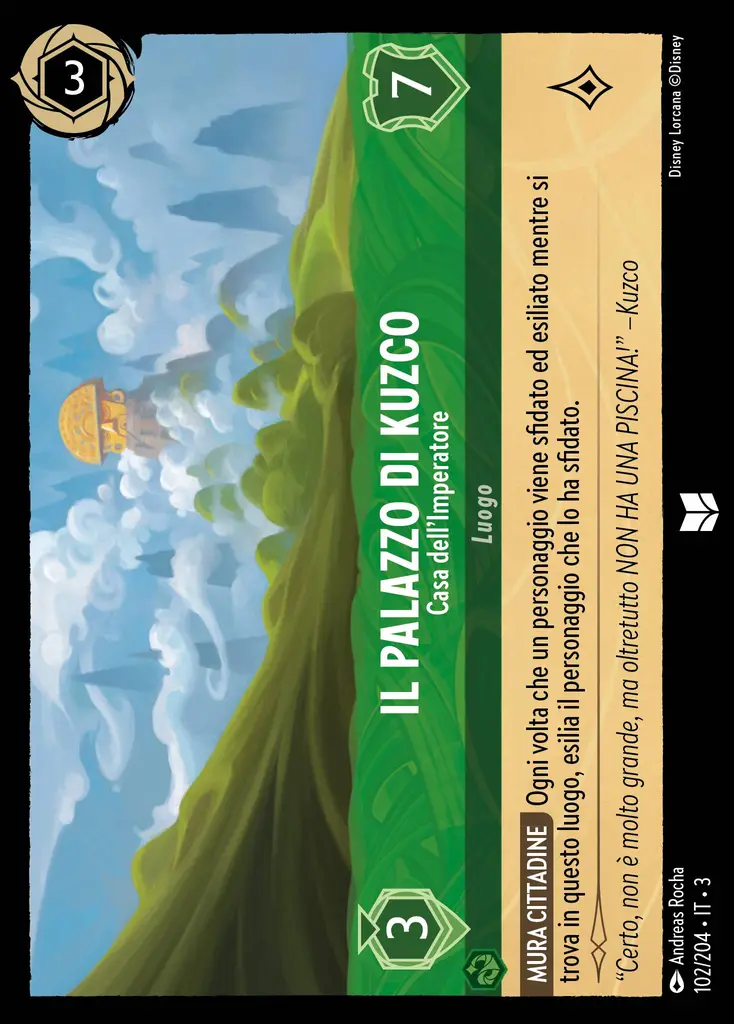 3
3
7
IL PALAZZO DI KUZCO
Casa dell'Imperatore
Luogo
MURA CITTADINE Ogni volta che un personaggio viene sfidato ed esiliato mentre si
trova in questo luogo, esilia il personaggio che lo ha sfidato.
“Certo, non è molto grande, ma oltretutto NON HA UNA PISCINA!” –Kuzco
Andreas Rocha
102/204 • IT • 3
Disney Lorcana ©Disney